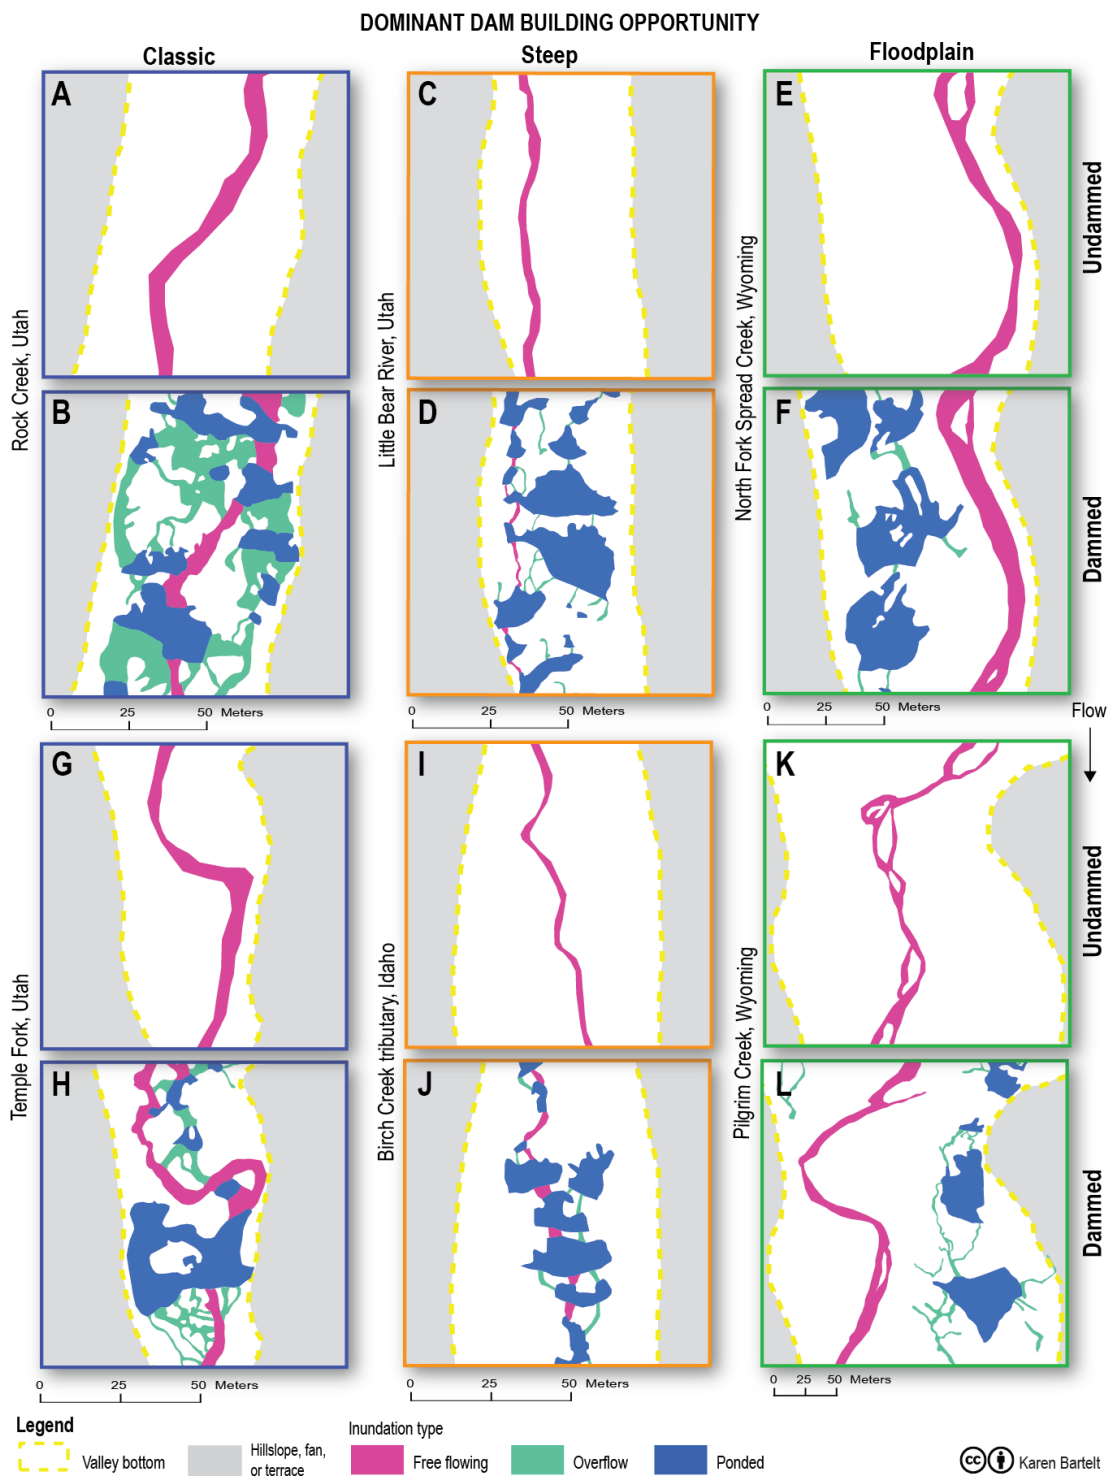 DOMINANT DAM BUILDING OPPORTUNITY
Classic
Steep
Floodplain
A
C
E
Rock Creek, Utah
Little Bear River, Utah
North Fork Spread Creek, Wyoming
Undammed
B
D
F
Dammed
0 25 50 Meters
0 25 50 Meters
0 25 50 Meters
Flow
G
I
K
Temple Fork, Utah
Birch Creek tributary, Idaho
Pilgrim Creek, Wyoming
Undammed
H
J
L
Dammed
0 25 50 Meters
0 25 50 Meters
0 25 50 Meters
Legend
Valley bottom
Hillslope, fan,
or terrace
Inundation type
Free flowing
Overflow
Ponded
cc
Karen Bartelt